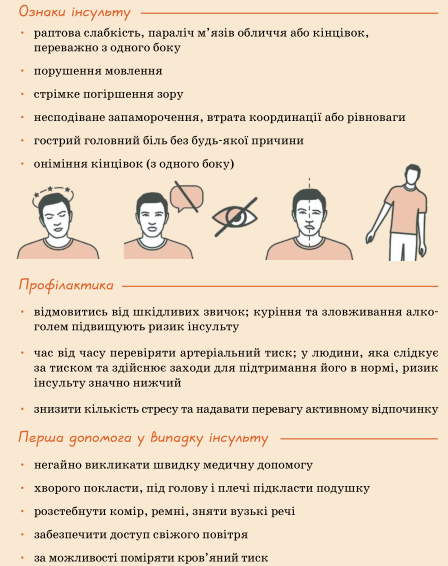 Ознаки інсульту
• раптова слабкість, параліч м’язів обличчя або кінцівок,
переважно з одного боку
• порушення мовлення
• стрімке погіршення зору
• несподіване запаморочення, втрата координації або рівноваги
• гострий головний біль без будь-якої причини
• оніміння кінцівок (з одного боку)
Профілактика
• відмовитись від шкідливих звичок; куріння та зловживання алко-
голем підвищують ризик інсульту
• час від часу перевіряти артеріальний тиск; у людини, яка слідкує
за тиском та здійснює заходи для підтримання його в нормі, ризик
інсульту значно нижчий
• знизити кількість стресу та надавати перевагу активному відпочинку
Перша допомога у випадку інсульту
• негайно викликати швидку медичну допомогу
• хворого покласти, під голову і плечі підкласти подушку
• розстебнути комір, ремні, зняти вузькі речі
• забезпечити доступ свіжого повітря
• за можливості поміряти кров’яний тиск